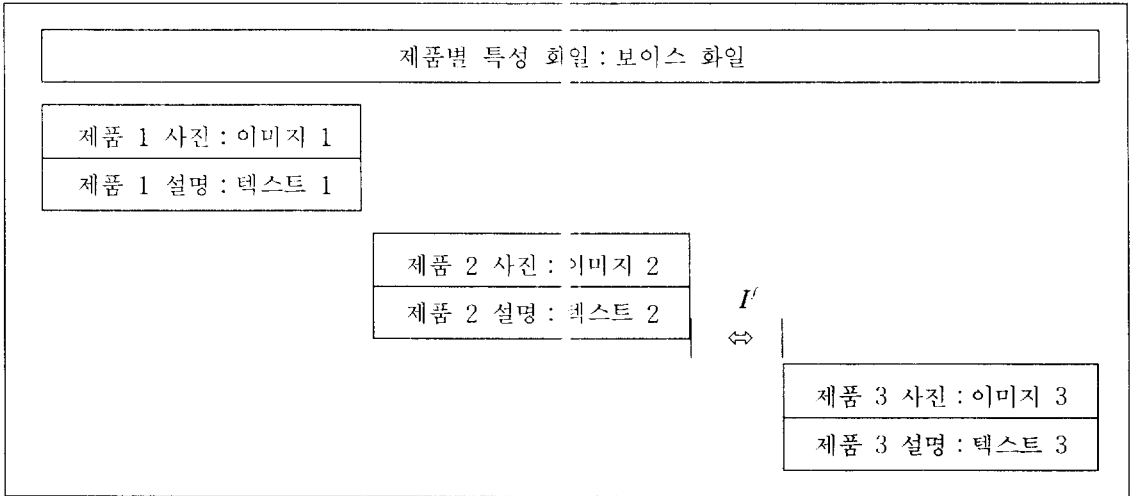 제품별 특성 화일 : 보이스 화일
제품 1 사진 : 이미지 1
제품 1 설명 : 텍스트 1
제품 2 사진 : 이미지 2
제품 2 설명 : 텍스트 2
⇔
제품 3 사진 : 이미지 3
제품 3 설명 : 텍스트 3